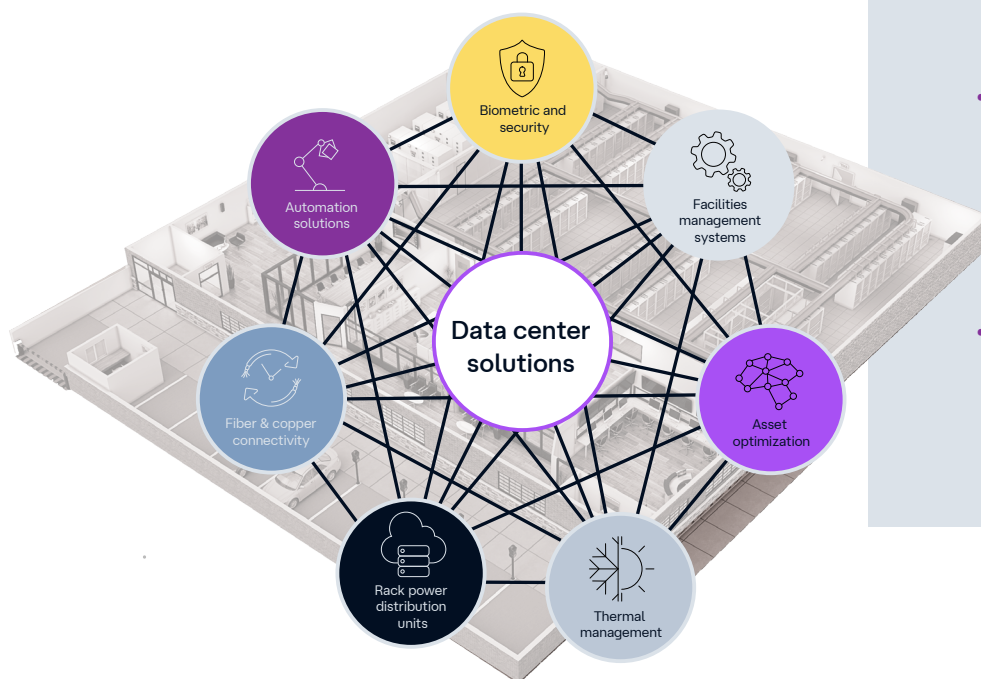 Biometric and
security
Automation
solutions
Facilities
management
systems
Data center
solutions
Fiber & copper
connectivity
Asset
optimization
Rack power
distribution
units
Thermal
management